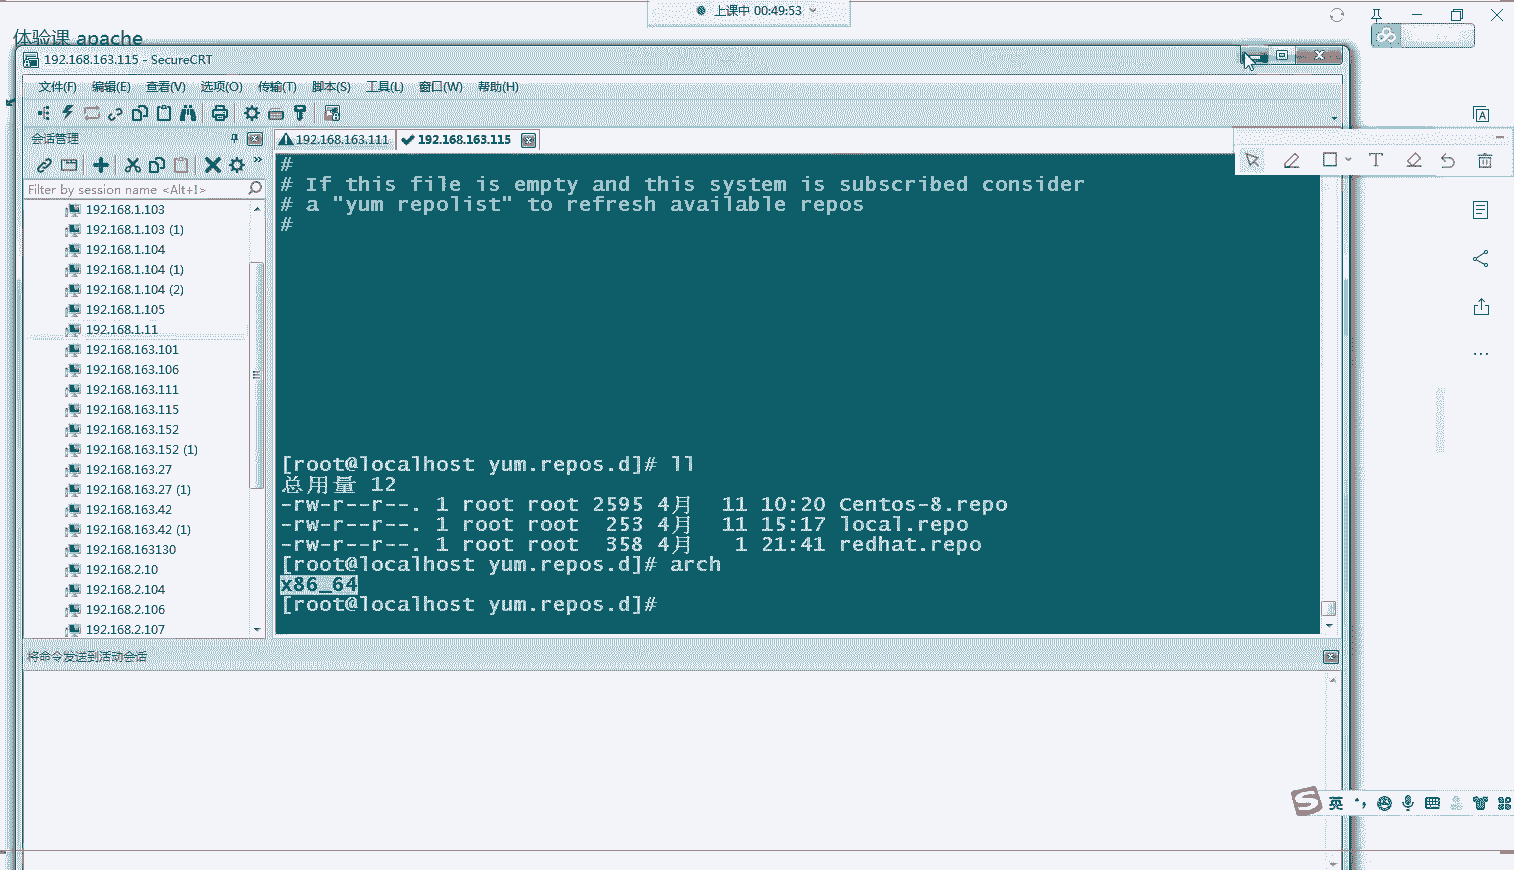 上课中 00:49:53
体验课 apache
192.168.163.115 - SecureCRT
文件(F) 编辑(E) 查看(V) 选项(O) 传输(T) 脚本(S) 工具(L) 窗口(W) 帮助(H)
会话管理
192.168.163.111
192.168.163.115
Filter by session name <Alt+I>
192.168.1.103
192.168.1.103 (1)
192.168.1.104
192.168.1.104 (1)
192.168.1.104 (2)
192.168.1.105
192.168.1.11
192.168.163.101
192.168.163.106
192.168.163.111
192.168.163.115
192.168.163.152
192.168.163.152 (1)
192.168.163.27
192.168.163.27 (1)
192.168.163.42
192.168.163.42 (1)
192.168.163130
192.168.2.10
192.168.2.104
192.168.2.106
192.168.2.107
#
# If this file is empty and this system is subscribed consider
# a "yum repolist" to refresh available repos
#
[root@localhost yum.repos.d]# ll
总用量 12
-rw-r--r--. 1 root root 2595 4月  11 10:20 Centos-8.repo
-rw-r--r--. 1 root root  253 4月  11 15:17 local.repo
-rw-r--r--. 1 root root  358 4月   1 21:41 redhat.repo
[root@localhost yum.repos.d]# arch
x86_64
[root@localhost yum.repos.d]#
将命令发送到活动会话
英